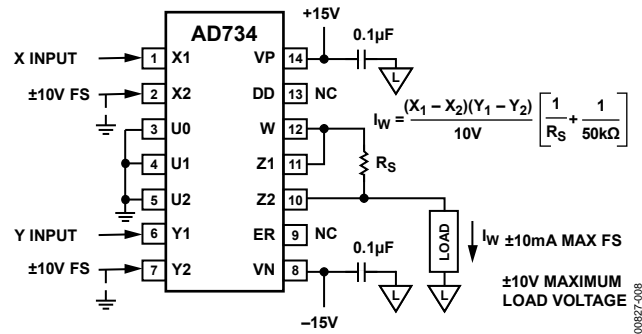 +15V
AD734
0.1µF
X INPUT
1 X1 VP 14
L
±10V FS
2 X2 DD 13 NC
I_W = (X₁ – X₂)(Y₁ – Y₂) / 10V [1 / R_S + 1 / 50kΩ]
3 U0 W 12
4 U1 Z1 11
R_S
5 U2 Z2 10
Y INPUT
6 Y1 ER 9 NC
LOAD
I_W ±10mA MAX FS
0.1µF
±10V FS
7 Y2 VN 8
L
L
±10V MAXIMUM
LOAD VOLTAGE
–15V
00827-008